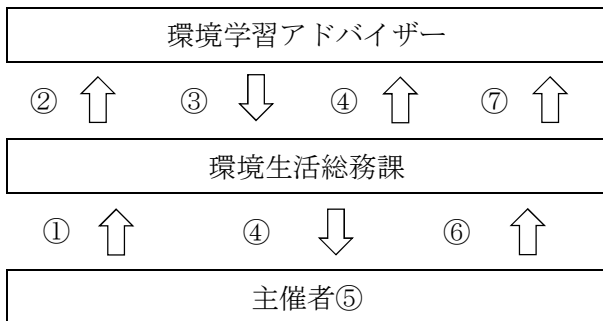 環境学習アドバイザー
② ③ ④ ⑦
環境生活総務課
① ④ ⑥
主催者⑤